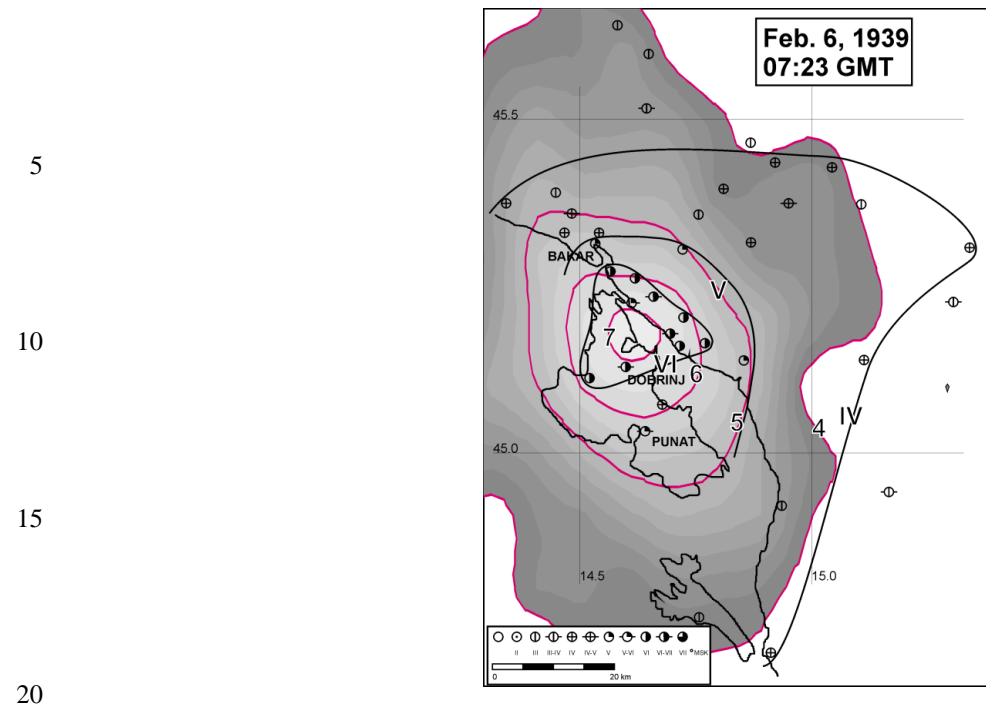 Feb. 6, 1939
07:23 GMT
45.5
5
BAKAR
V
10
7
VI
6
DOBRINJ
5
4
IV
PUNAT
45.0
15
14.5
15.0
II III III-IV IV IV-V V V-VI VI VI-VII VII °MSK
0 20 km
20